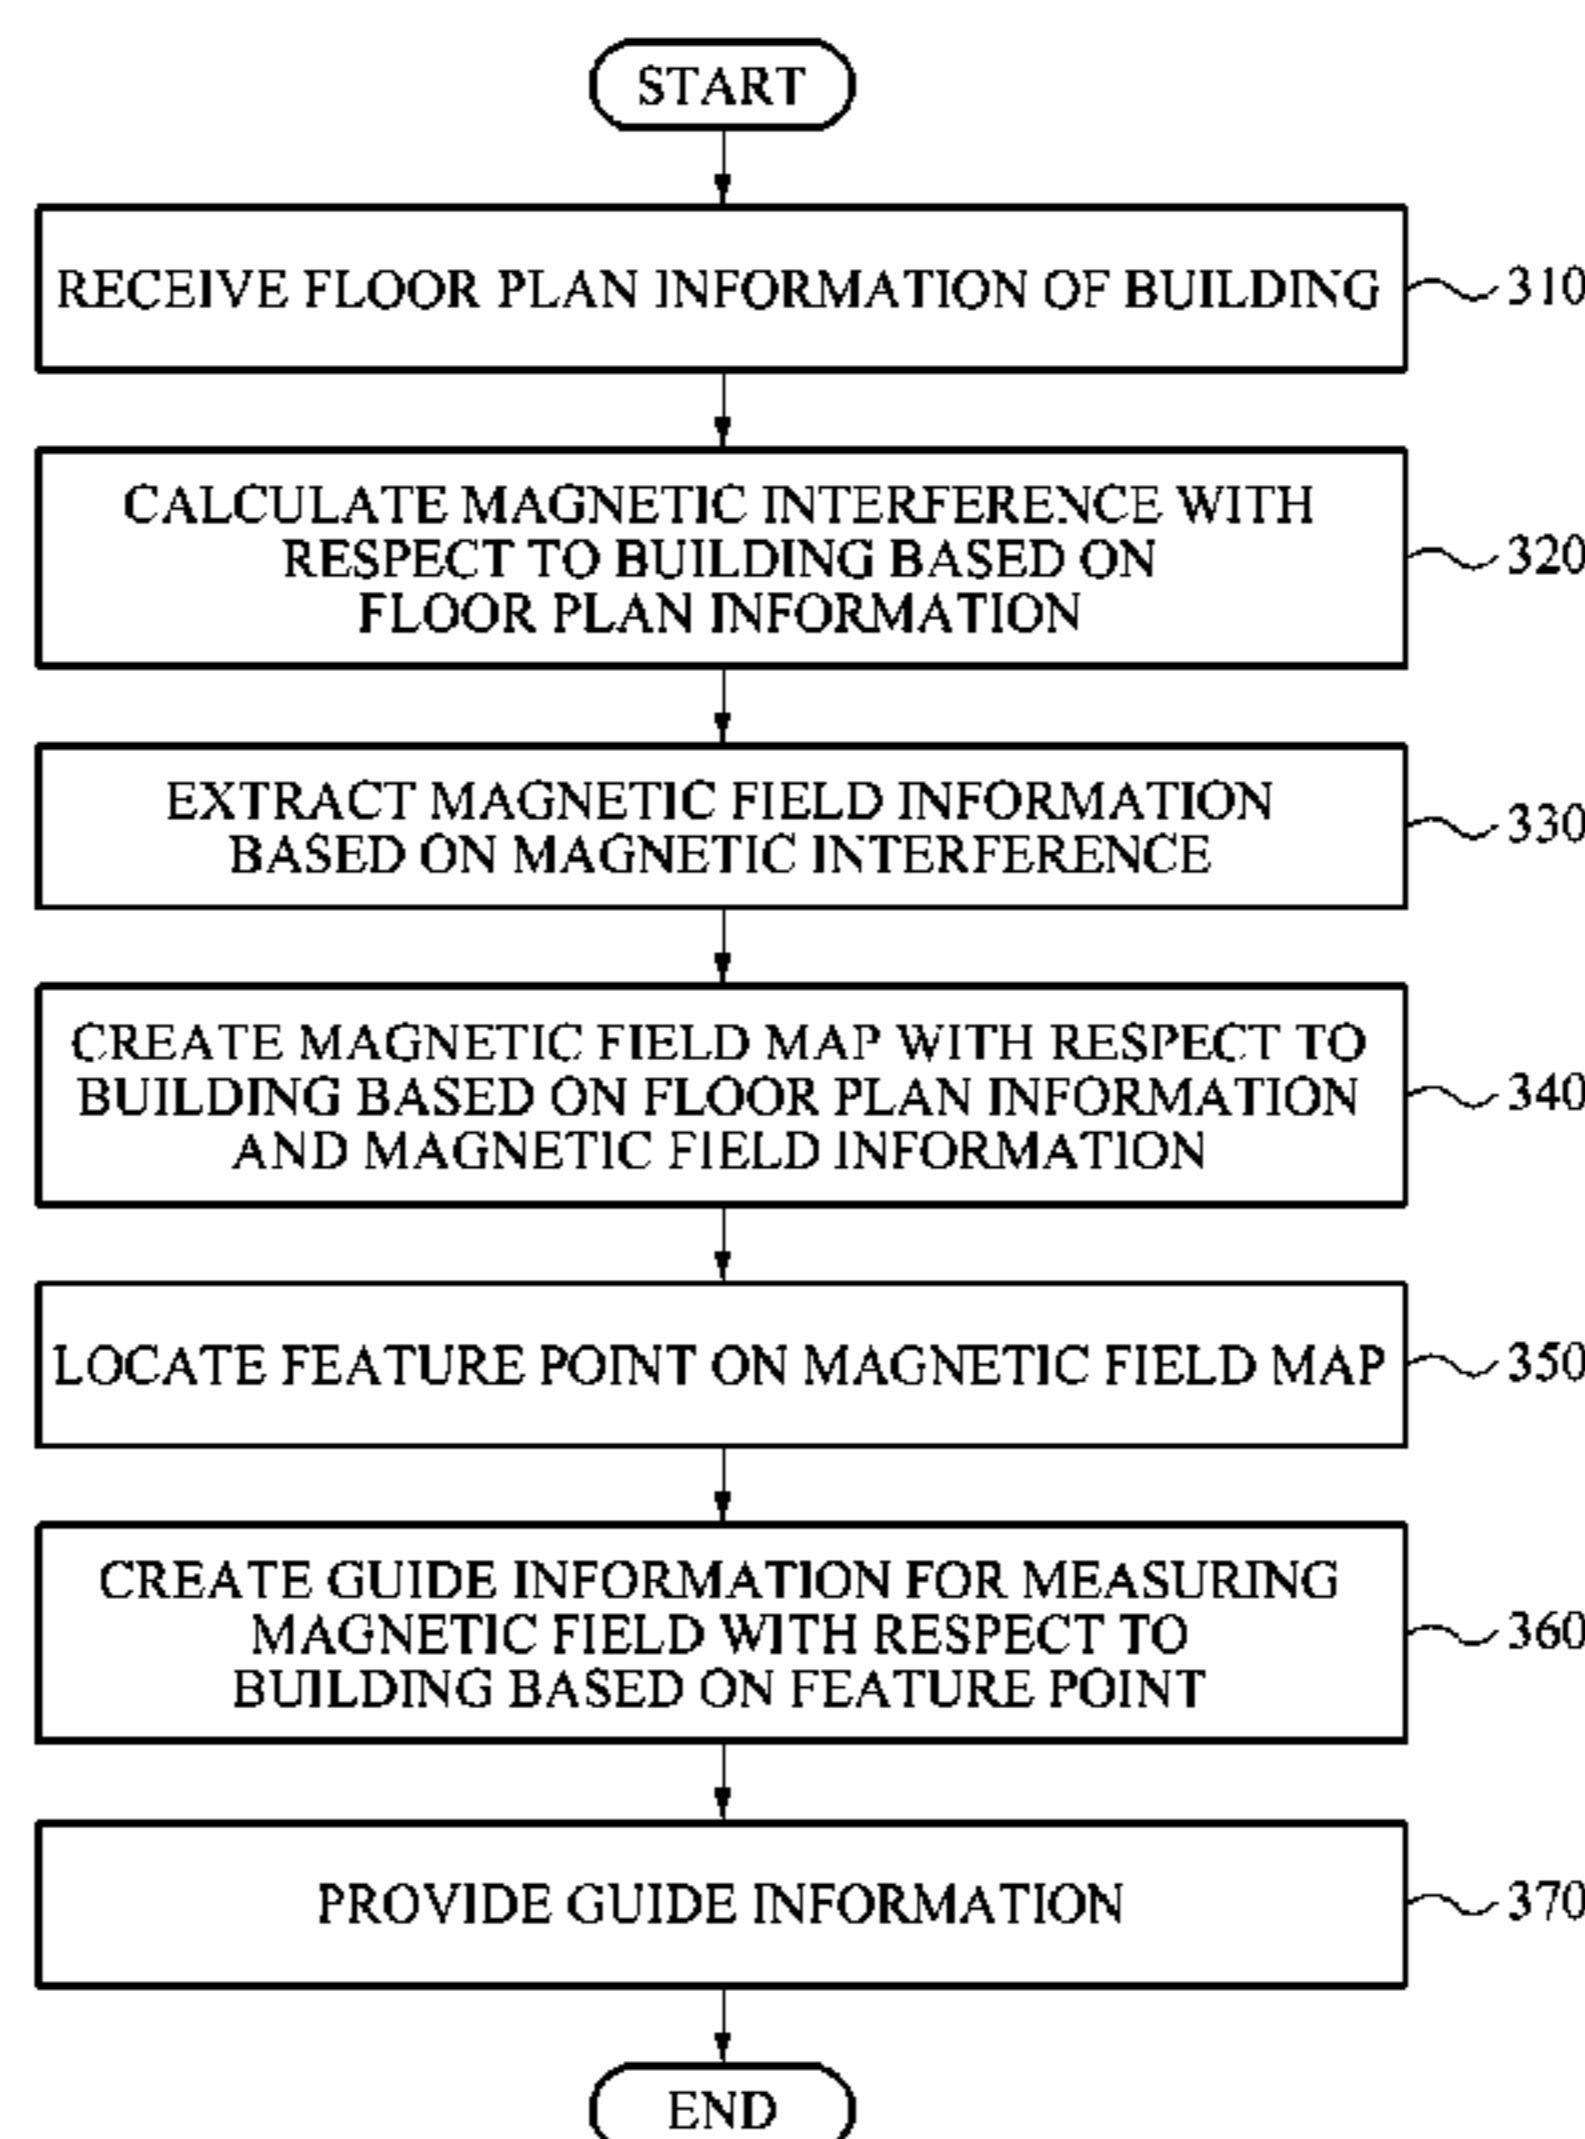 START
RECEIVE FLOOR PLAN INFORMATION OF BUILDING
310
CALCULATE MAGNETIC INTERFERENCE WITH
RESPECT TO BUILDING BASED ON
FLOOR PLAN INFORMATION
320
EXTRACT MAGNETIC FIELD INFORMATION
BASED ON MAGNETIC INTERFERENCE
330
CREATE MAGNETIC FIELD MAP WITH RESPECT TO
BUILDING BASED ON FLOOR PLAN INFORMATION
AND MAGNETIC FIELD INFORMATION
340
LOCATE FEATURE POINT ON MAGNETIC FIELD MAP
350
CREATE GUIDE INFORMATION FOR MEASURING
MAGNETIC FIELD WITH RESPECT TO
BUILDING BASED ON FEATURE POINT
360
PROVIDE GUIDE INFORMATION
370
END